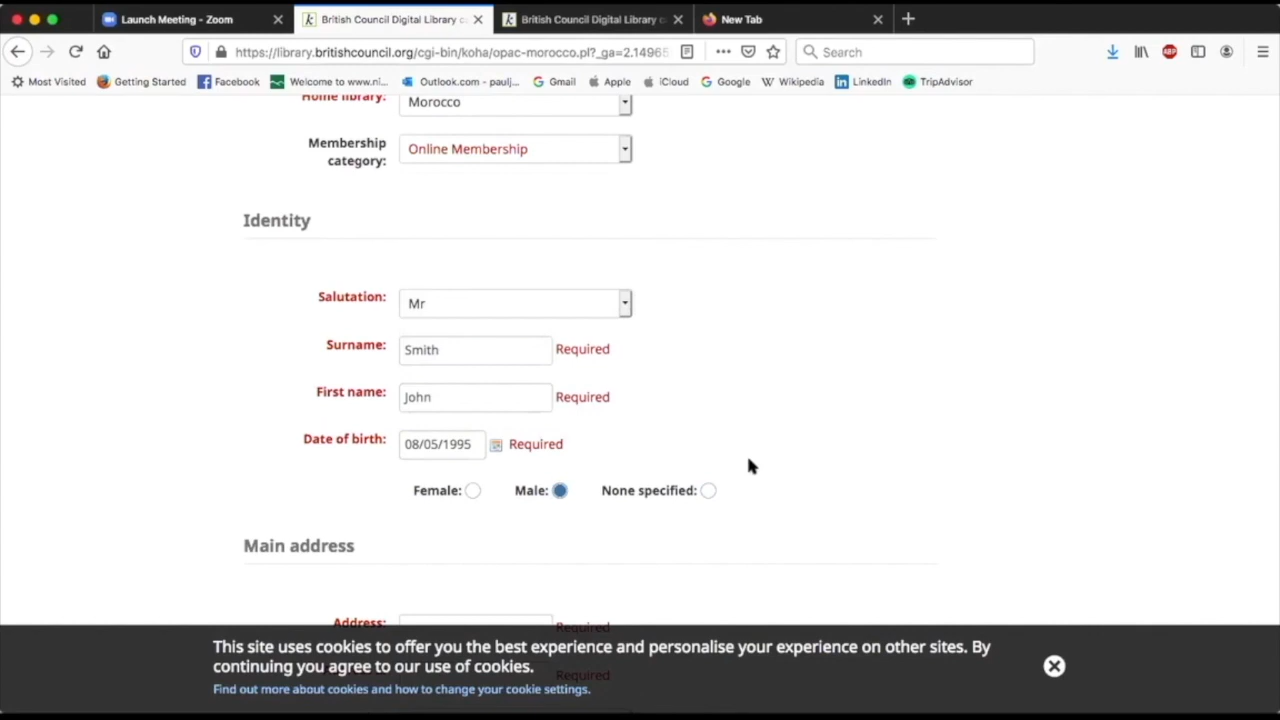 Launch Meeting - Zoom
British Council Digital Library c
British Council Digital Library c
New Tab
https://library.britishcouncil.org/cgi-bin/koha/opac-morocco.pl?_ga=2.14965
Search
Most Visited
Getting Started
Facebook
Welcome to www.ni...
Outlook.com - paulj...
Gmail
Apple
iCloud
Google
Wikipedia
LinkedIn
TripAdvisor
Home library:
Morocco
Membership
category:
Online Membership
Identity
Salutation:
Mr
Surname:
Smith
Required
First name:
John
Required
Date of birth:
08/05/1995
Required
Female:
Male:
None specified:
Main address
Address:
Required
This site uses cookies to offer you the best experience and personalise your experience on other sites. By
continuing you agree to our use of cookies.
Required
Find out more about cookies and how to change your cookie settings.